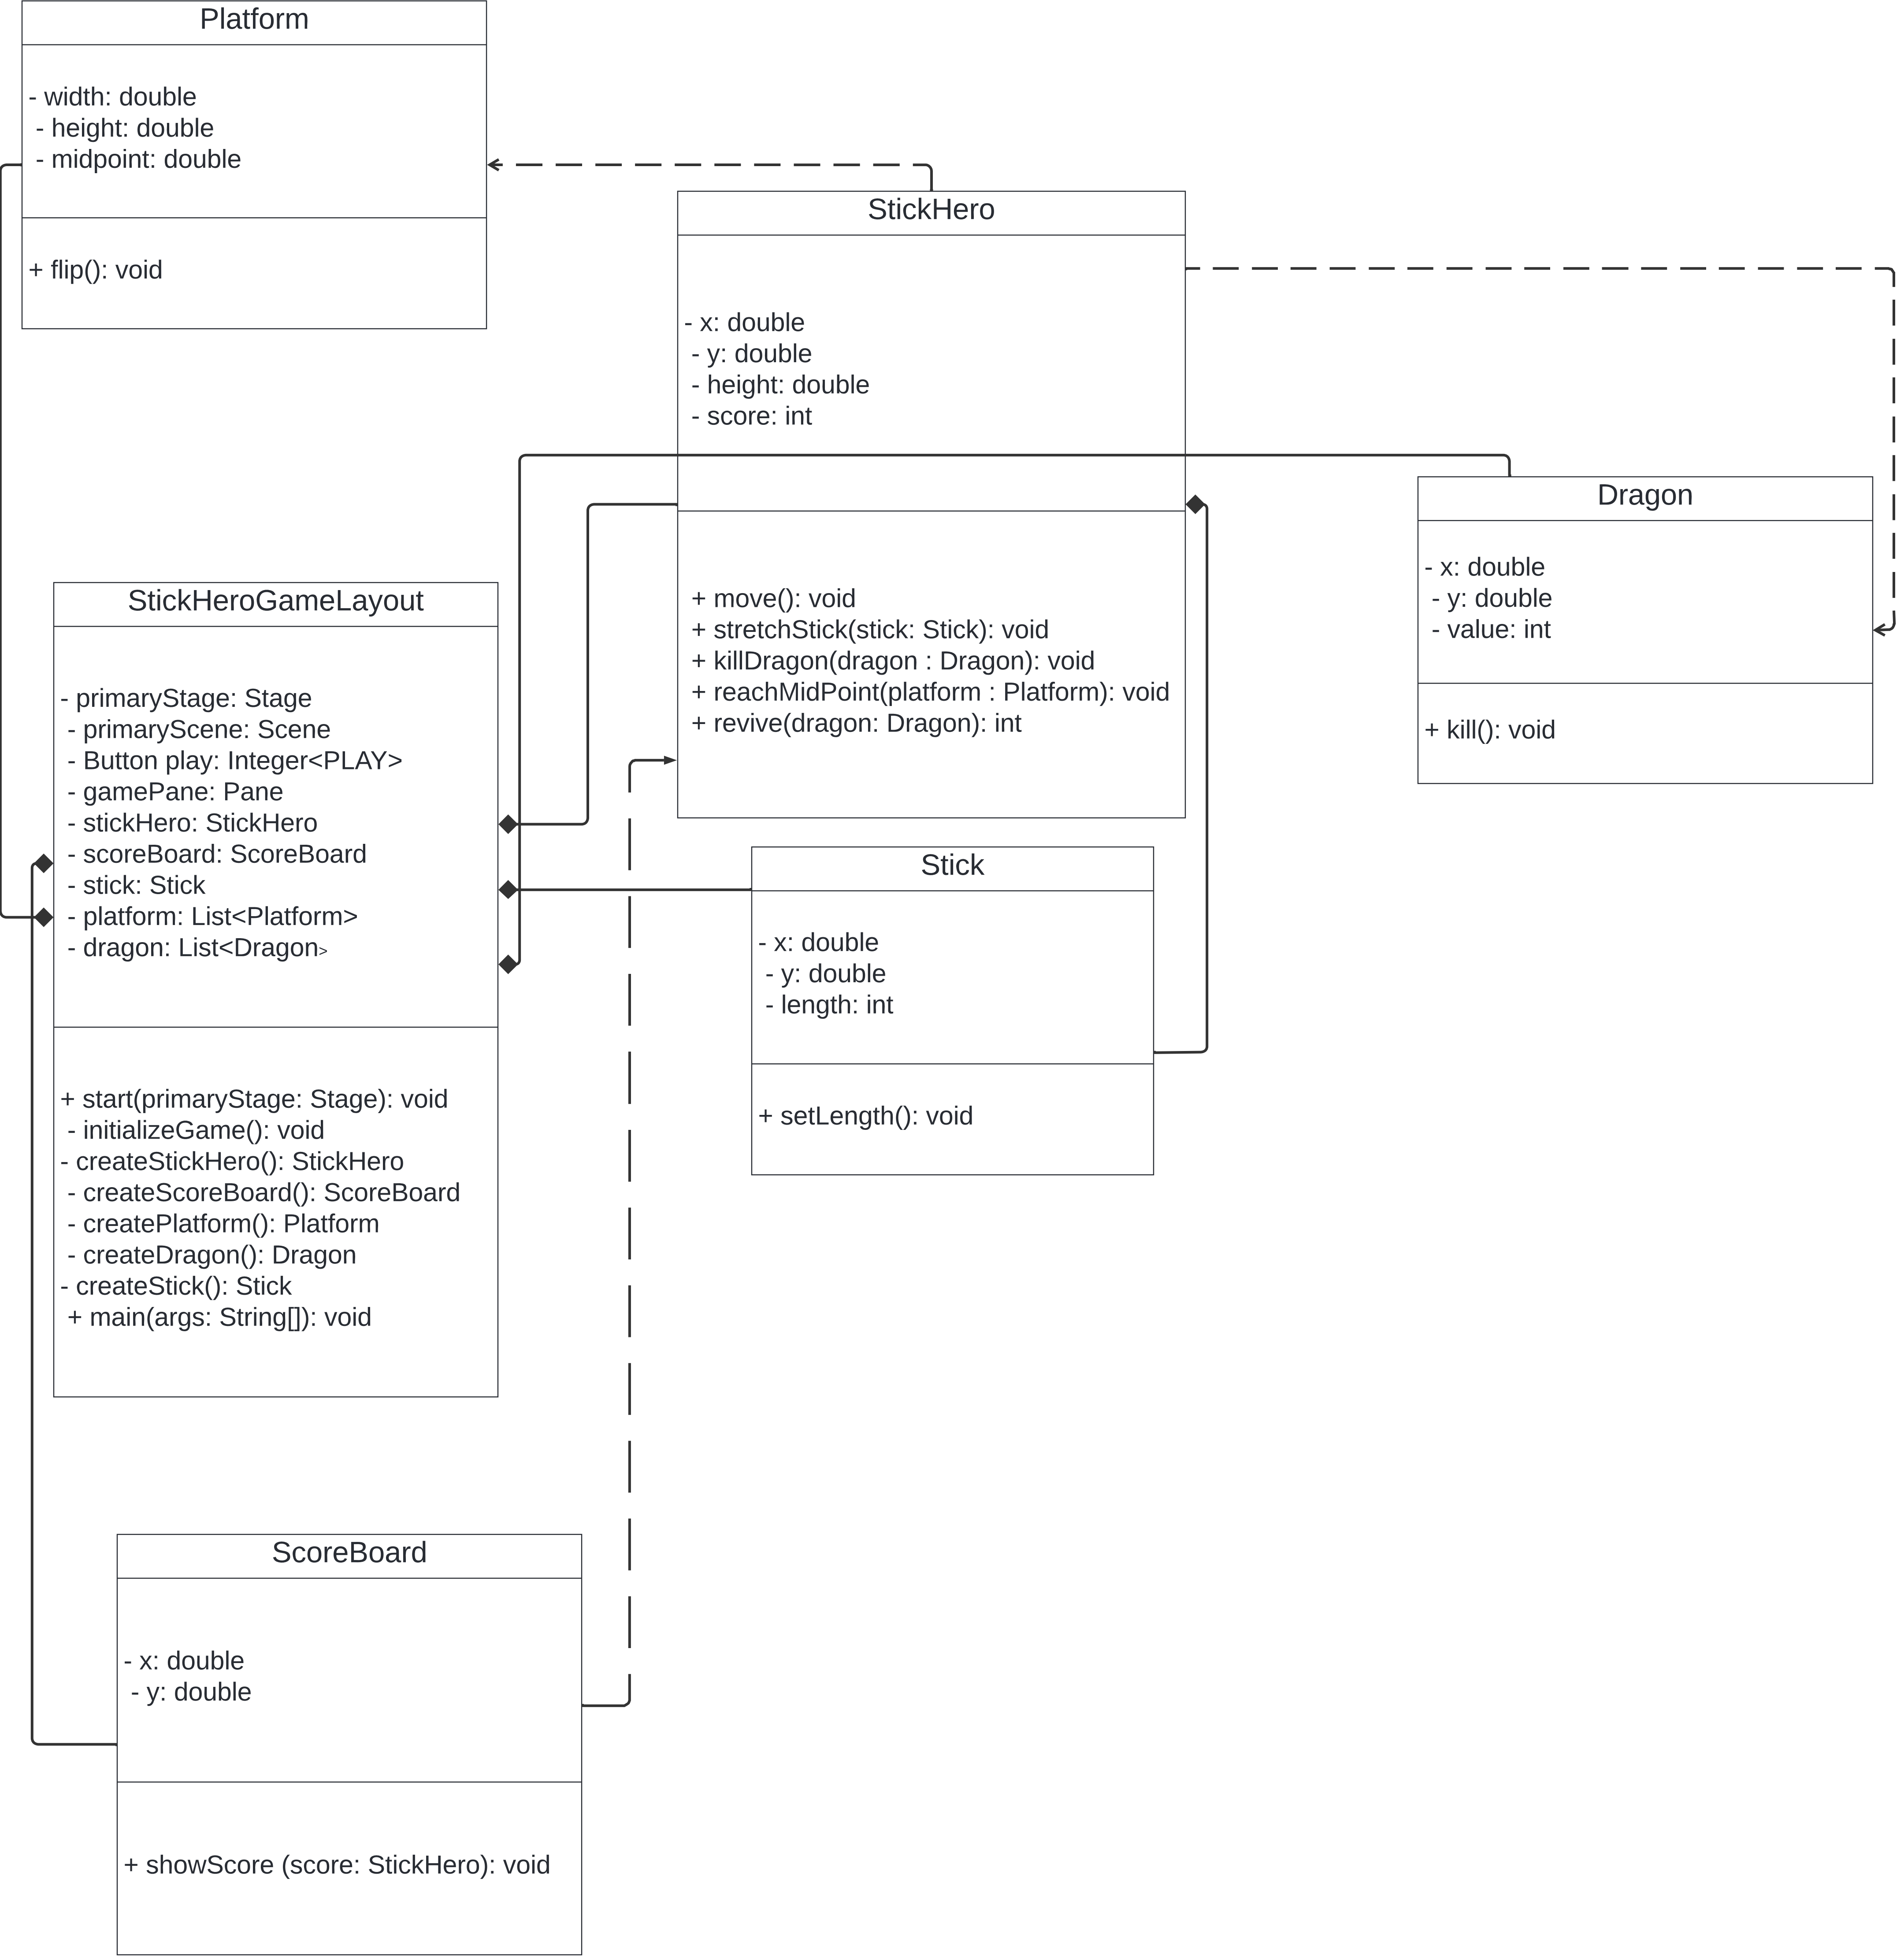 Platform
- width: double
- height: double
- midpoint: double
+ flip(): void
StickHero
- x: double
- y: double
- height: double
- score: int
+ move(): void
+ stretchStick(stick: Stick): void
+ killDragon(dragon : Dragon): void
+ reachMidPoint(platform : Platform): void
+ revive(dragon: Dragon): int
Dragon
- x: double
- y: double
- value: int
+ kill(): void
StickHeroGameLayout
- primaryStage: Stage
- primaryScene: Scene
- Button play: Integer<PLAY>
- gamePane: Pane
- stickHero: StickHero
- scoreBoard: ScoreBoard
- stick: Stick
- platform: List<Platform>
- dragon: List<Dragon>
+ start(primaryStage: Stage): void
- initializeGame(): void
- createStickHero(): StickHero
- createScoreBoard(): ScoreBoard
- createPlatform(): Platform
- createDragon(): Dragon
- createStick(): Stick
+ main(args: String[]): void
Stick
- x: double
- y: double
- length: int
+ setLength(): void
ScoreBoard
- x: double
- y: double
+ showScore (score: StickHero): void